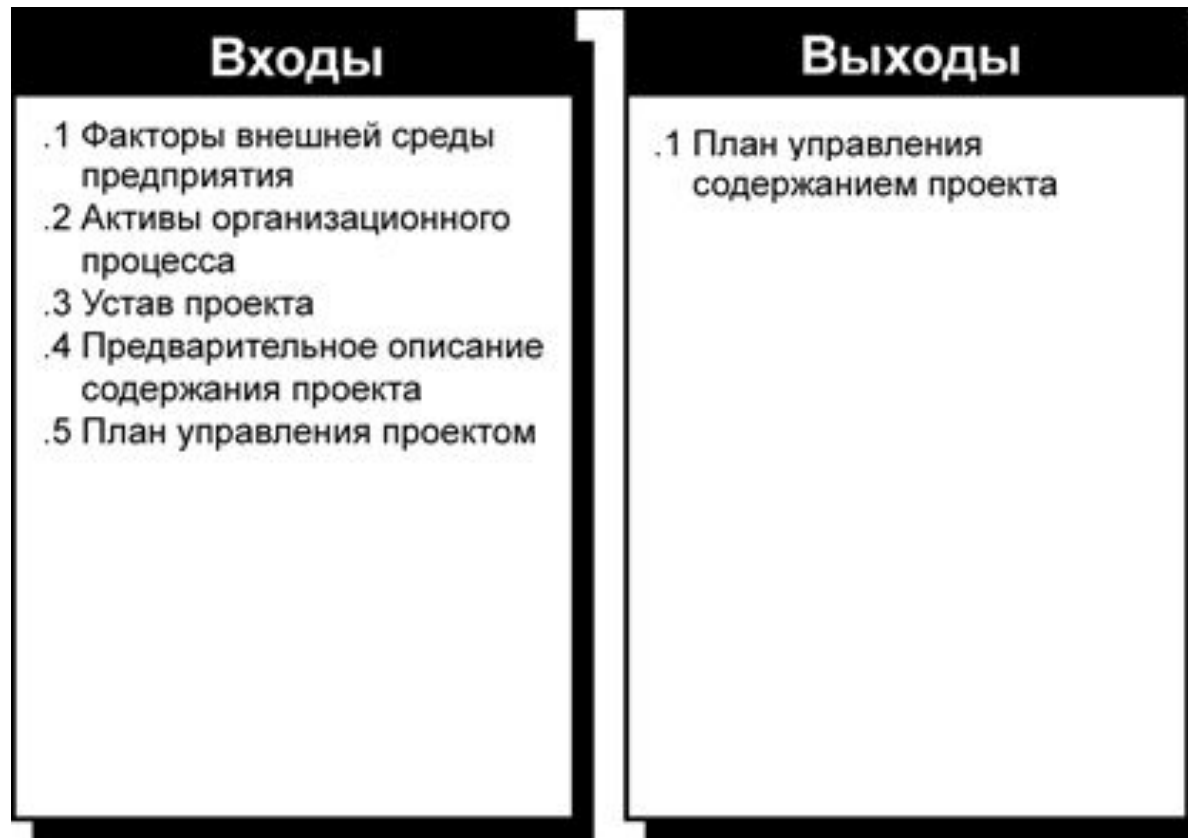 Входы
.1 Факторы внешней среды
предприятия
.2 Активы организационного
процесса
.3 Устав проекта
.4 Предварительное описание
содержания проекта
.5 План управления проектом
Выходы
.1 План управления
содержанием проекта